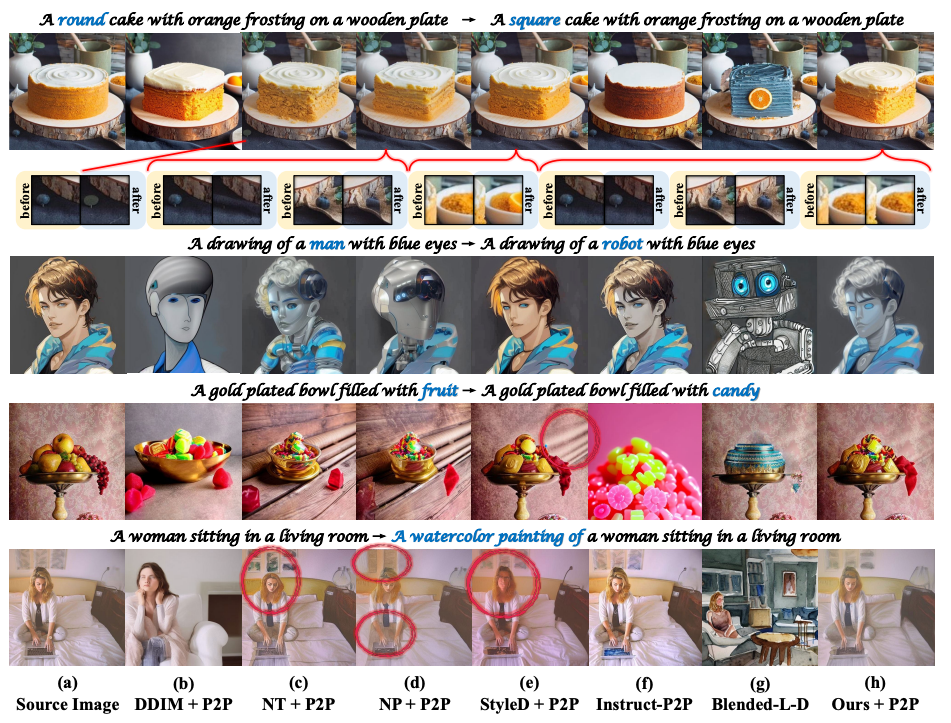 A round cake with orange frosting on a wooden plate → A square cake with orange frosting on a wooden plate
before after before after before after before after before after before after before after
A drawing of a man with blue eyes → A drawing of a robot with blue eyes
A gold plated bowl filled with fruit → A gold plated bowl filled with candy
A woman sitting in a living room → A watercolor painting of a woman sitting in a living room
(a) (b) (c) (d) (e) (f) (g) (h)
Source Image DDIM + P2P NT + P2P NP + P2P StyleD + P2P Instruct-P2P Blended-L-D Ours + P2P